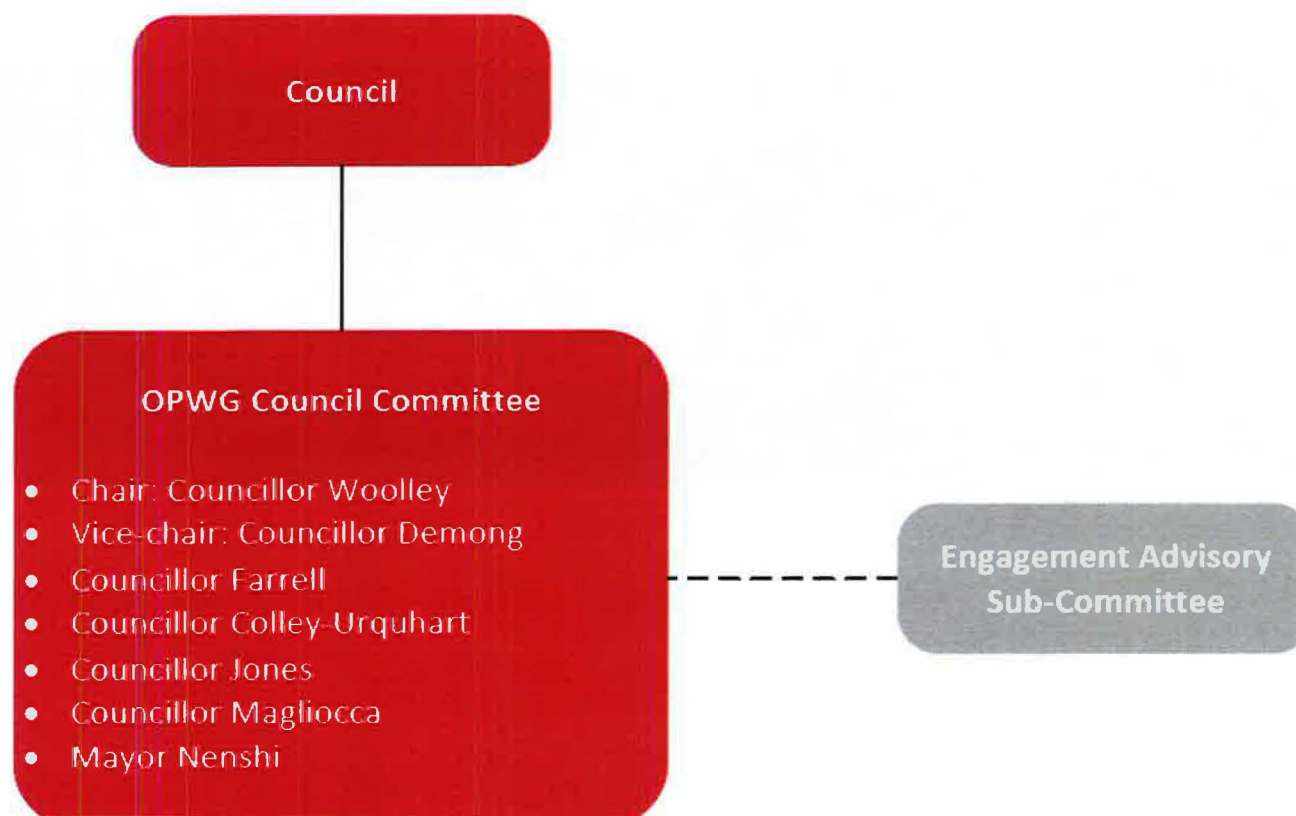 Council
OPWG Council Committee
• Chair: Councillor Woolley
• Vice-chair: Councillor Demong
• Councillor Farrell
• Councillor Colley-Urquhart
• Councillor Jones
• Councillor Magliocca
• Mayor Nenshi
Engagement Advisory
Sub-Committee